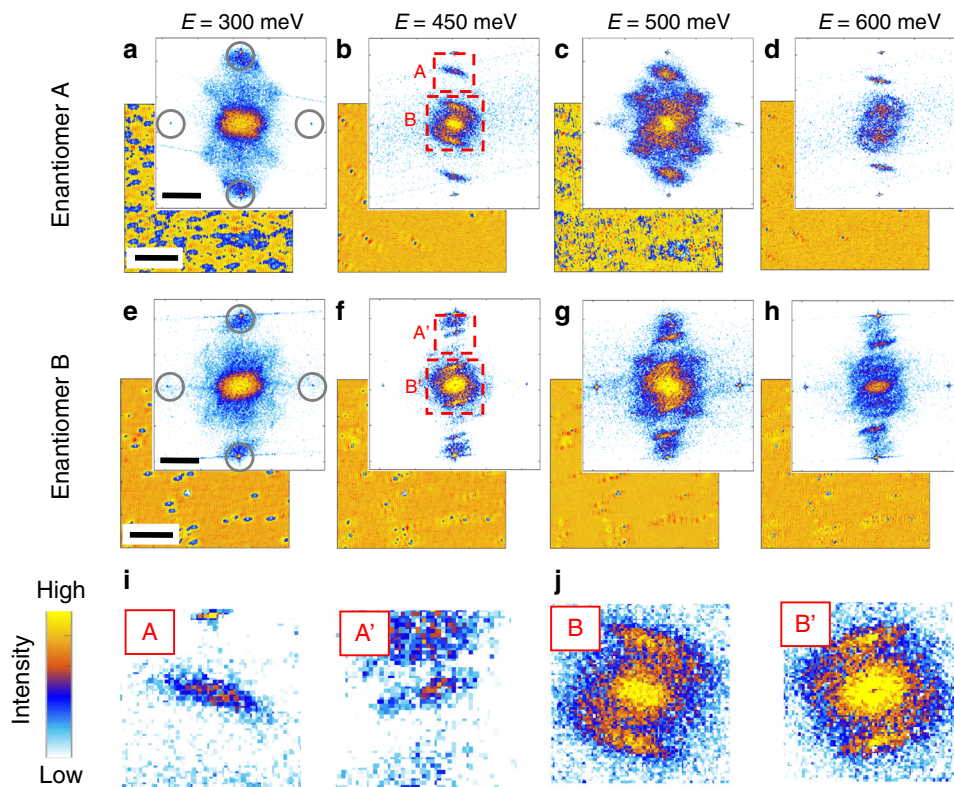 E = 300 meV
E = 450 meV
E = 500 meV
E = 600 meV
Enantiomer A
a
b
A
B
c
d
Enantiomer B
e
f
A'
B'
g
h
High
Intensity
Low
i
A
A'
j
B
B'